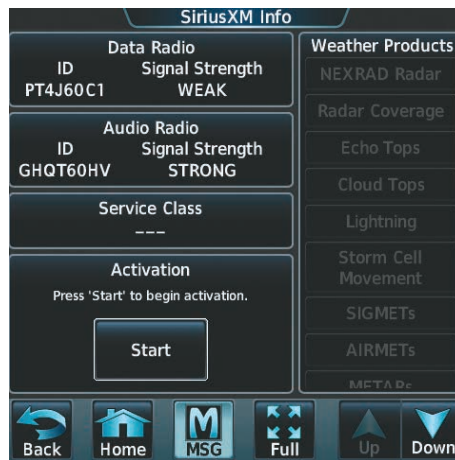 SiriusXM Info
Data Radio
ID Signal Strength
PT4J60C1 WEAK
Audio Radio
ID Signal Strength
GHQT60HV STRONG
Service Class
---
Activation
Press 'Start' to begin activation.
Start
Weather Products
NEXRAD Radar
Radar Coverage
Echo Tops
Cloud Tops
Lightning
Storm Cell
Movement
SIGMETs
AIRMETs
METARs
Back Home MSG Full Up Down